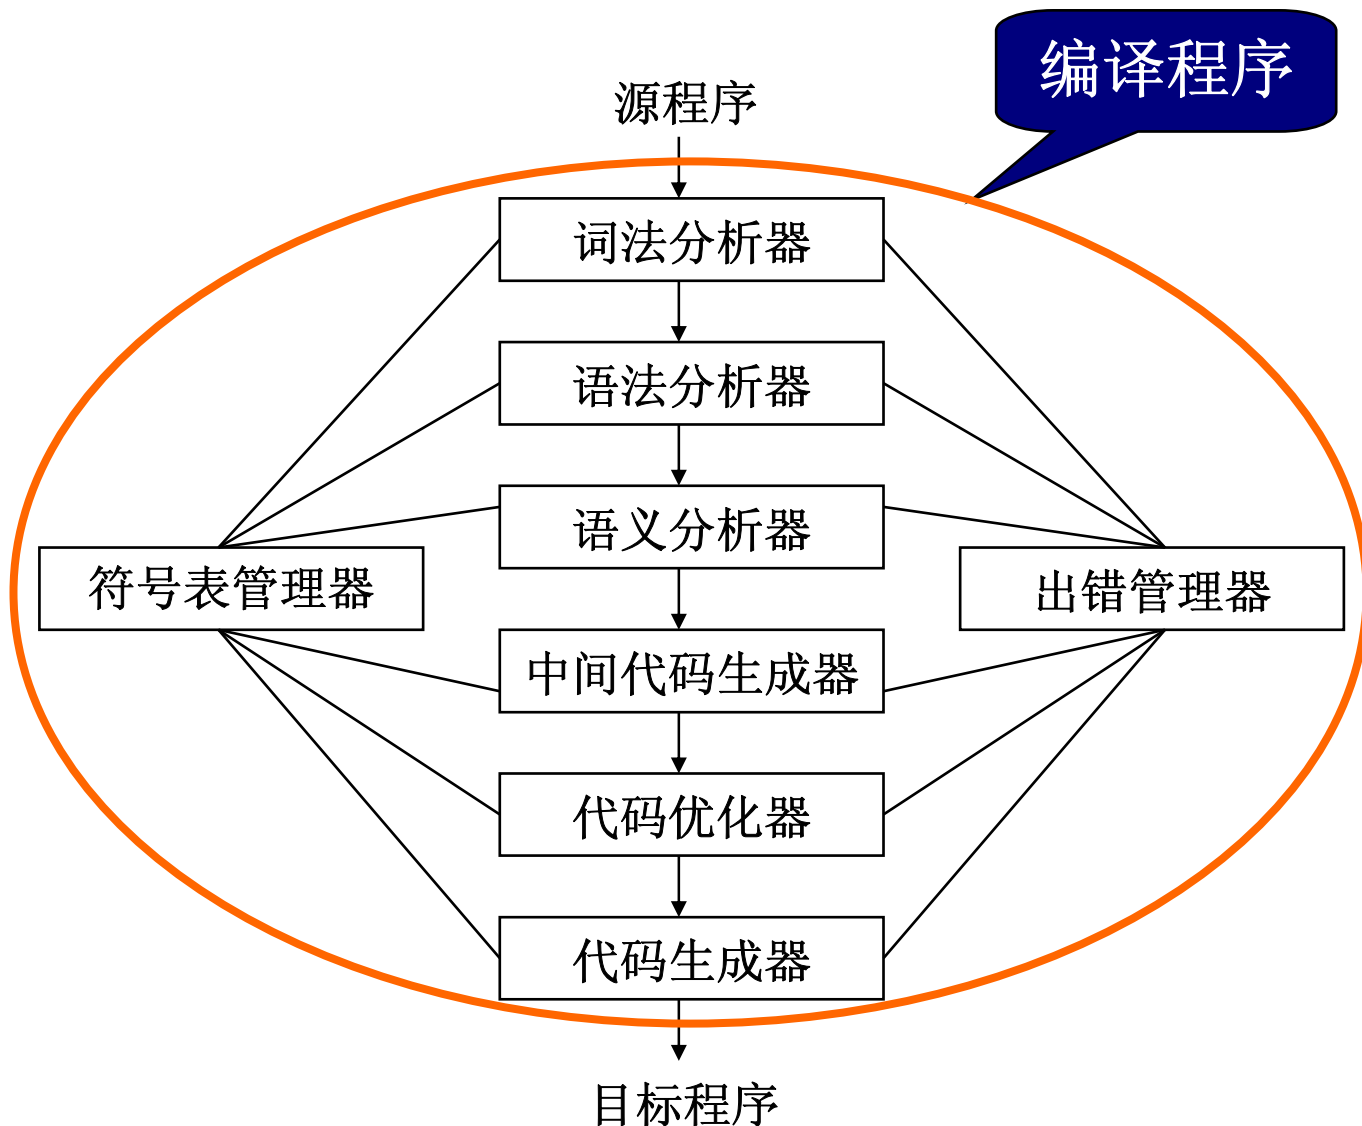 编译程序
源程序
词法分析器
语法分析器
语义分析器
符号表管理器
出错管理器
中间代码生成器
代码优化器
代码生成器
目标程序